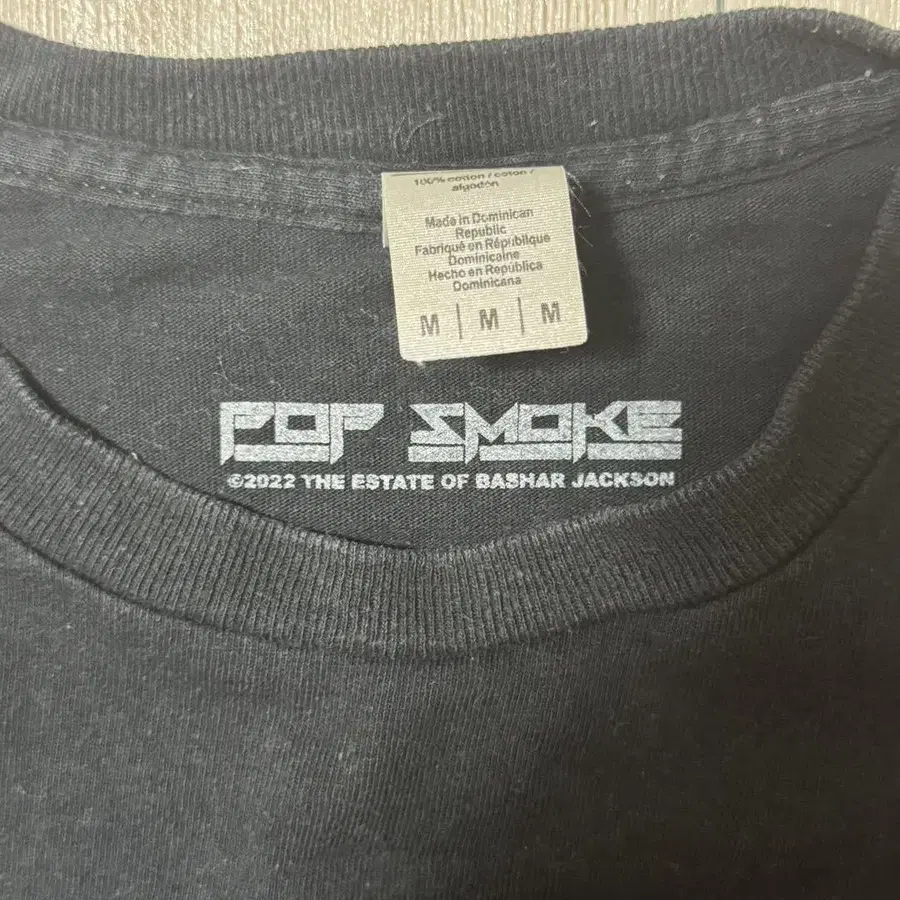 100% cotton / coton /
algodón
Made in Dominican
Republic
Fabriqué en République
Dominicaine
Hecho en República
Dominicana
M | M | M
POP SMOKE
©2022 THE ESTATE OF BASHAR JACKSON